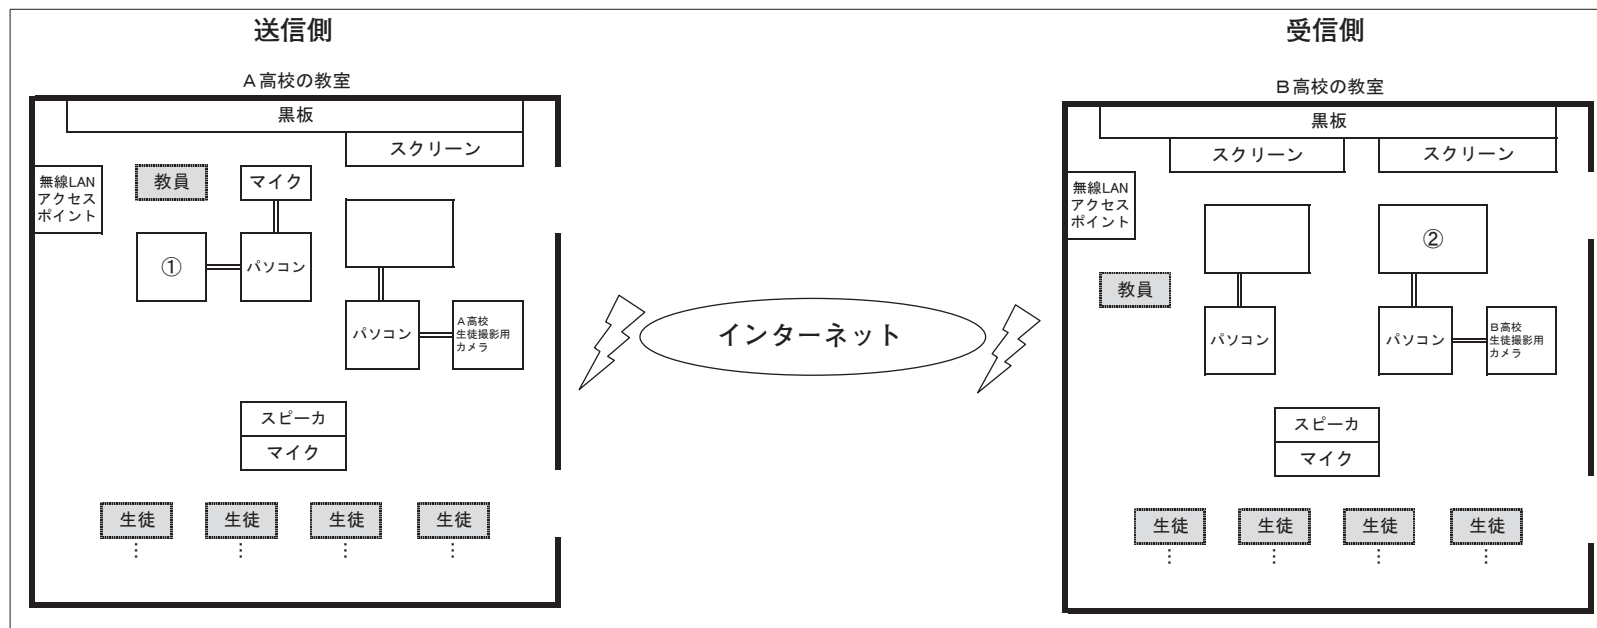 送信側
A高校の教室
黒板
スクリーン
無線LAN
アクセス
ポイント
教員
マイク
①
パソコン
パソコン
A高校
生徒撮影用
カメラ
スピーカ
マイク
生徒
生徒
生徒
生徒
⋮
⋮
⋮
⋮
インターネット
受信側
B高校の教室
黒板
スクリーン
スクリーン
無線LAN
アクセス
ポイント
②
教員
パソコン
パソコン
B高校
生徒撮影用
カメラ
スピーカ
マイク
生徒
生徒
生徒
生徒
⋮
⋮
⋮
⋮